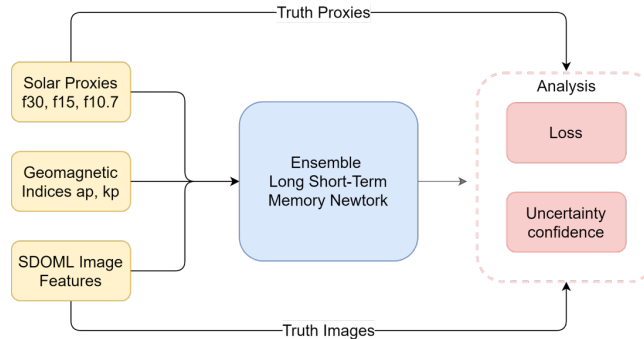 Truth Proxies
Solar Proxies
f30, f15, f10.7
Geomagnetic
Indices ap, kp
SDOML Image
Features
Ensemble
Long Short-Term
Memory Newtork
Analysis
Loss
Uncertainty
confidence
Truth Images